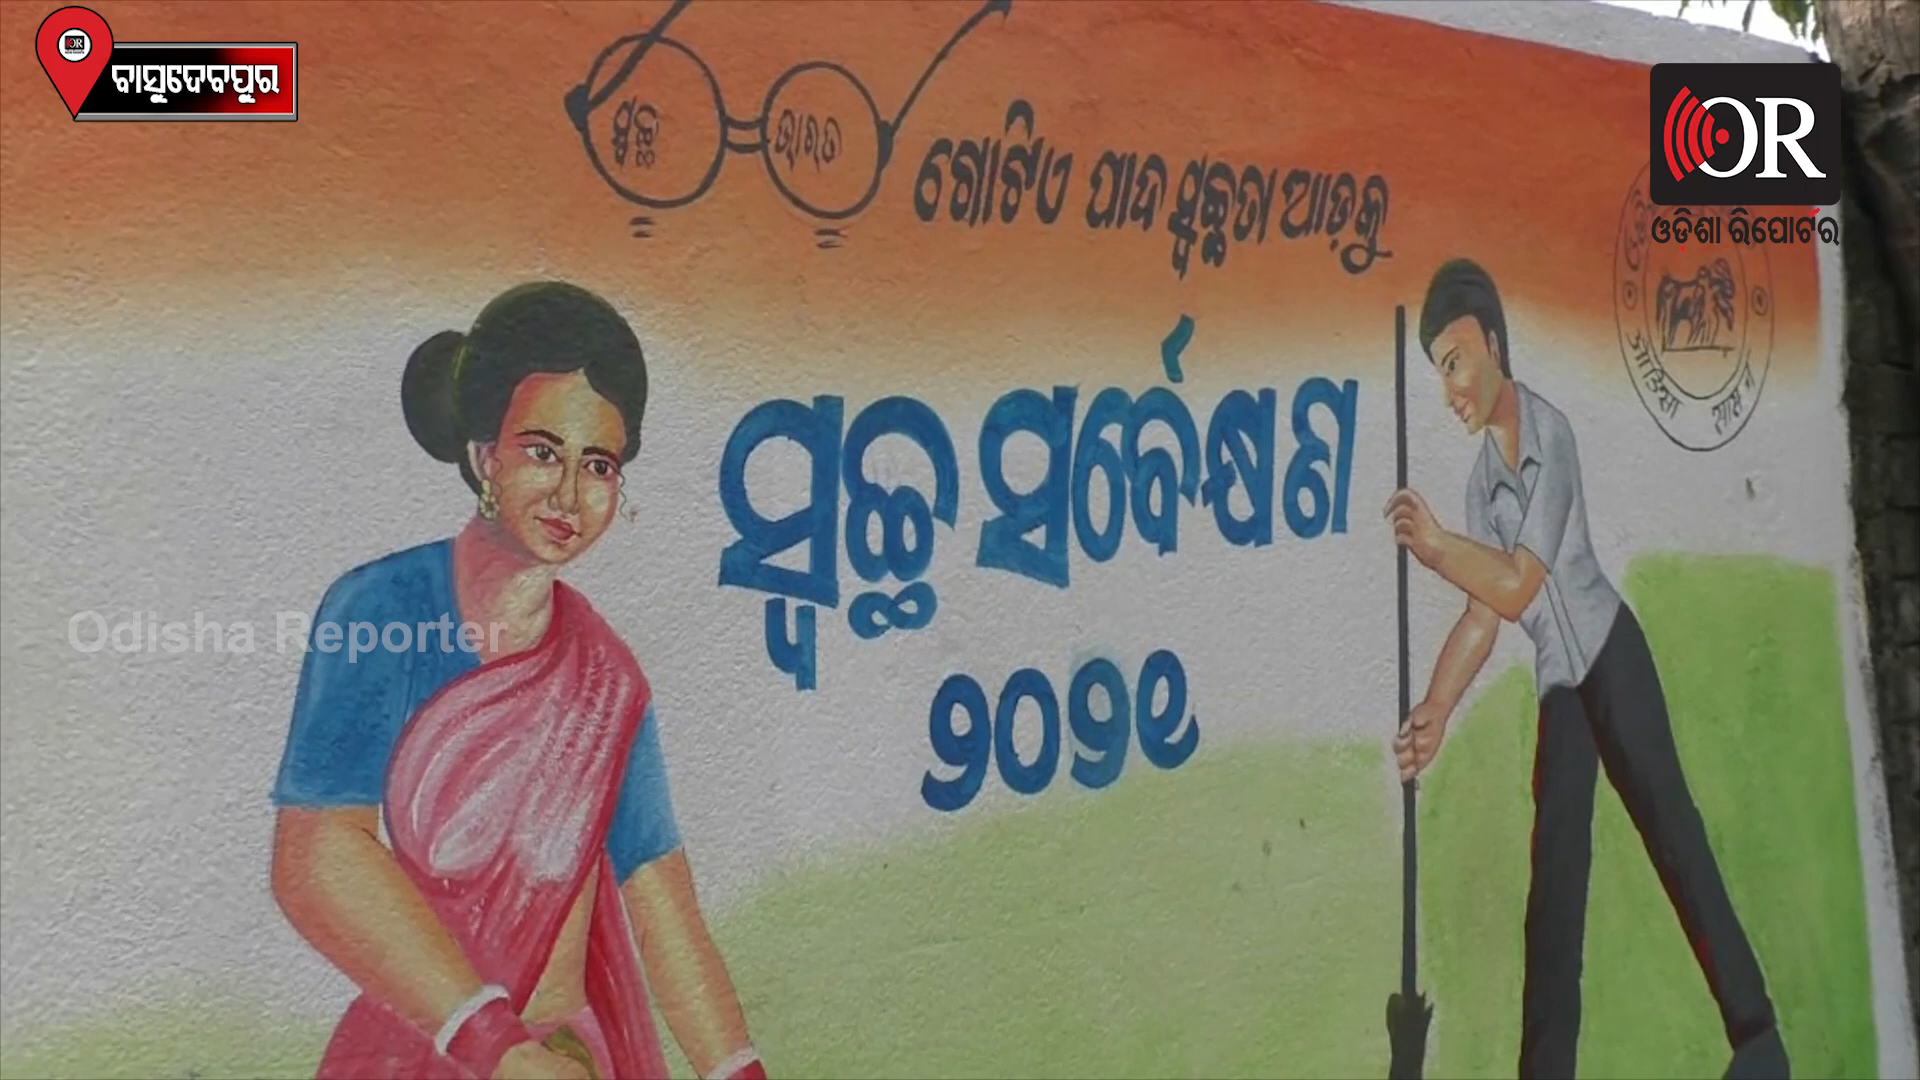 ବାସୁଦେବପୁର
OR
ଓଡିଶା ରିପୋର୍ଟର
ସ୍ୱଚ୍ଛ ଭାରତ
ଗୋଟିଏ ପାଦ ସ୍ୱଚ୍ଛତା ଆଡ଼କୁ
ସ୍ୱଚ୍ଛ ସର୍ବେକ୍ଷଣ
୨୦୨୧
Odisha Reporter